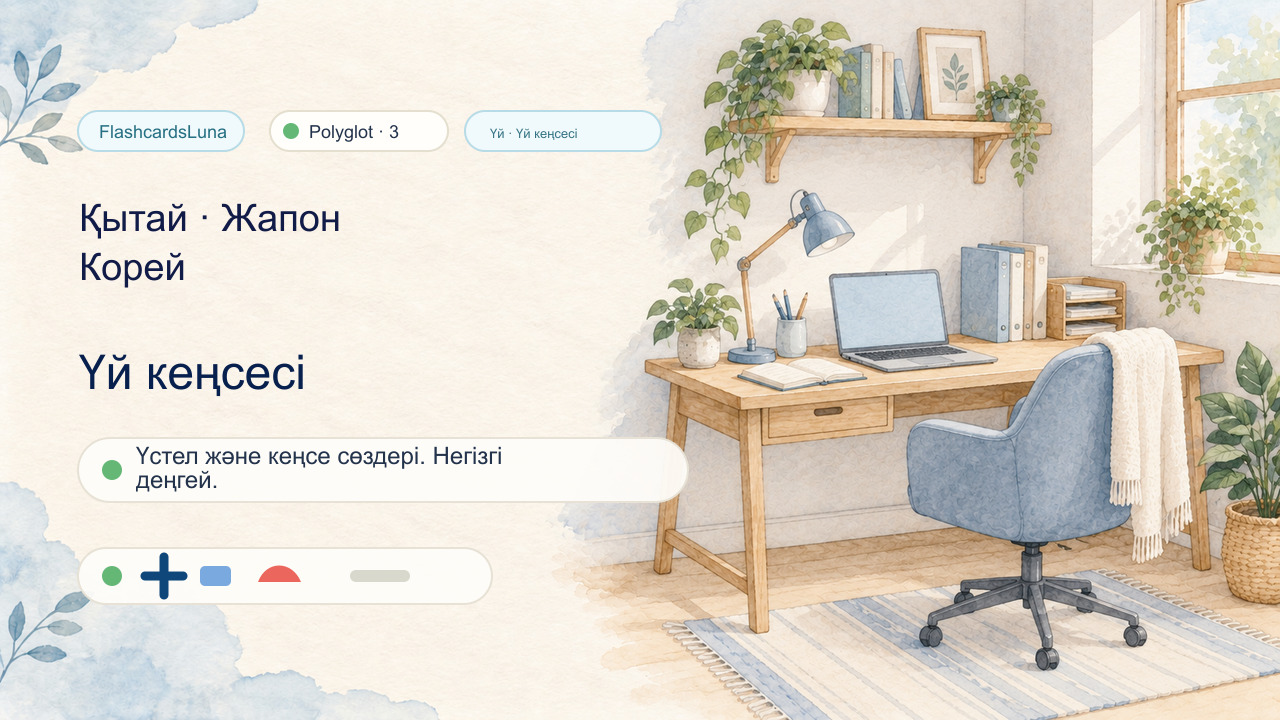 FlashcardsLuna
Polyglot · 3
Үй · Үй кеңсесі
Қытай · Жапон
Корей
Үй кеңсесі
Үстел және кеңсе сөздері. Негізгі
деңгей.